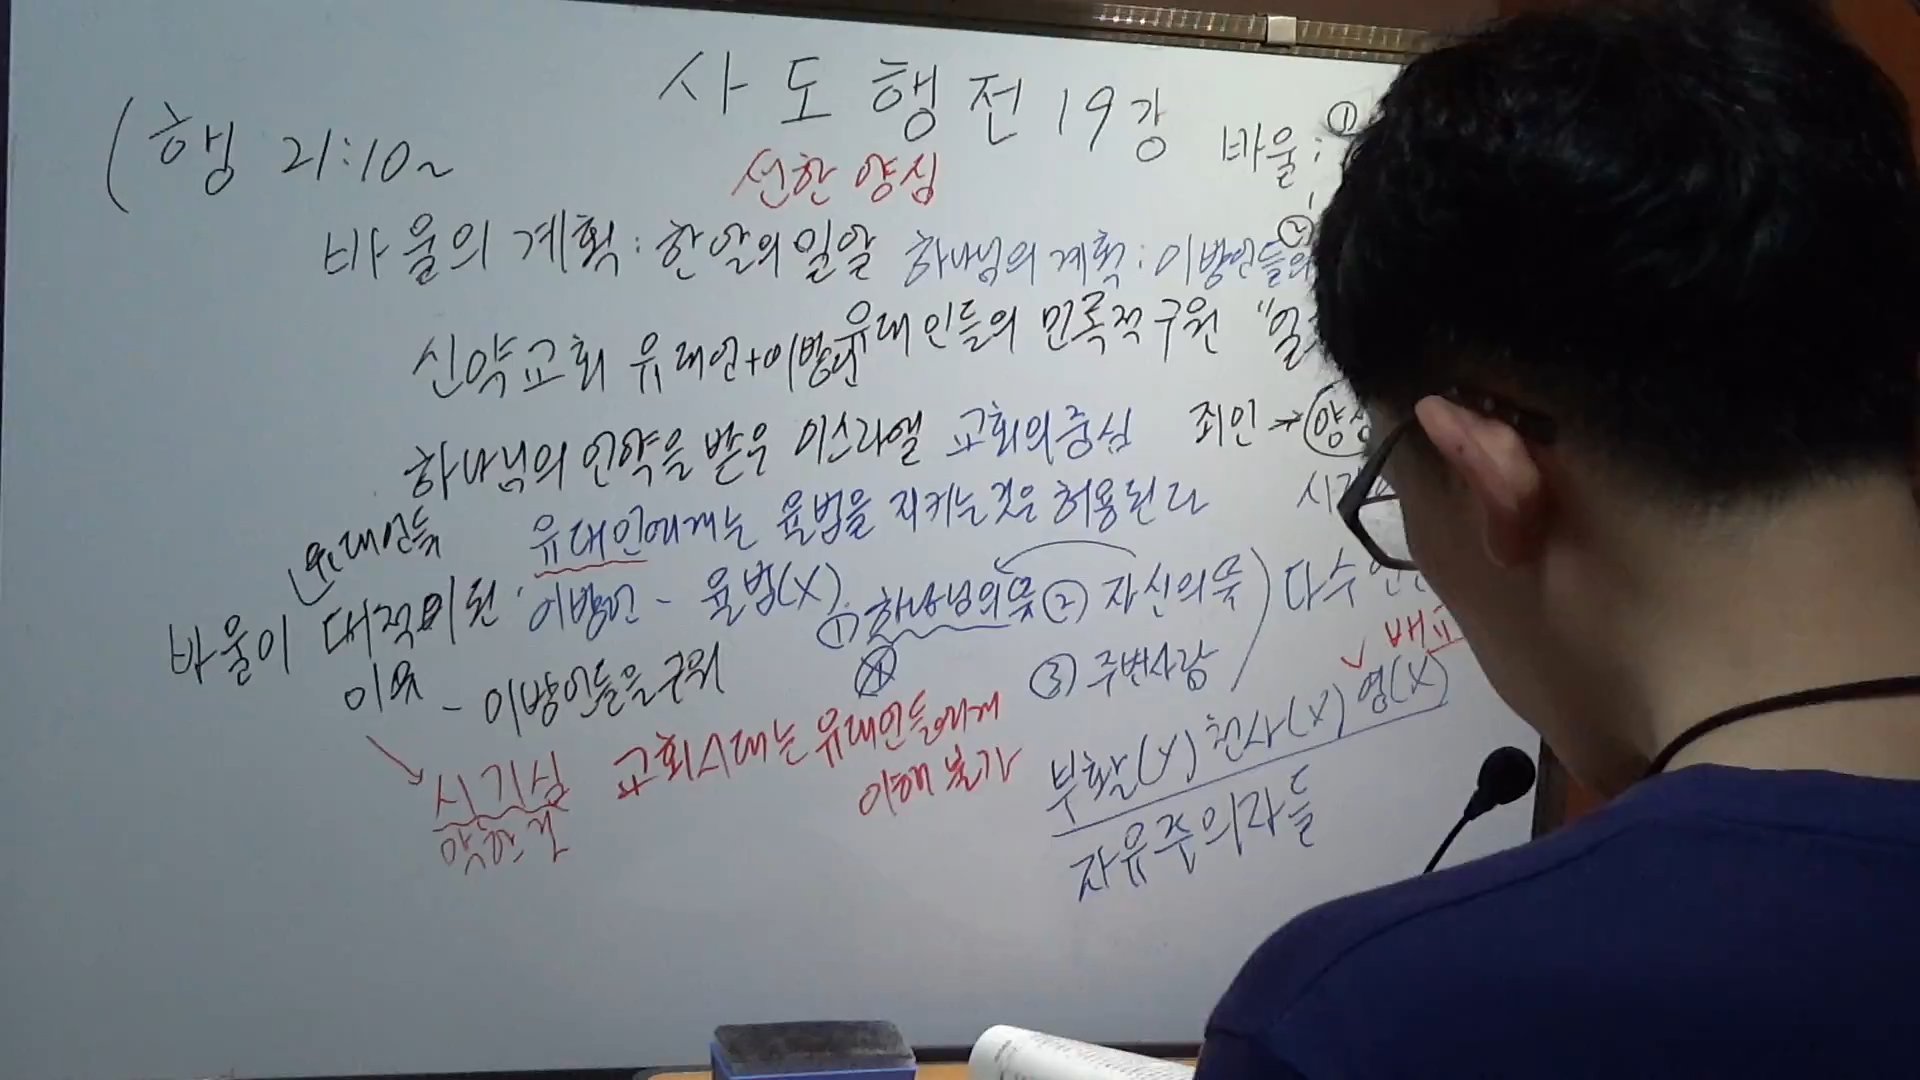 사도행전 19강
(행 21:10~
선한 양심
바울: ①
②
바울의 계획: 한 알의 밀알 하나님의 계획: 이방인들의
신약교회 유대인+이방인 유대인들의 민족적 구원 "일
하나님의 언약을 받은 이스라엘 교회의 중심 죄인 → 양심
유대인들 유대인에게는 율법을 지키는 것은 허용된다
바울이 대적이 된 이방인 - 율법(X). ① 하나님의 뜻 ② 자신의 뜻) 다수
이유 - 이방인들을 구원 ③ 주변사람
시기심 교회시대는 유대인들에게
이해 불가
악한 것
부활(X) 천사(X) 영(X)
자유주의자들